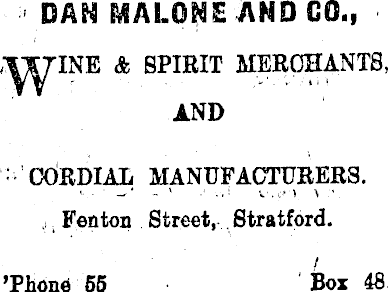 DAN MALONE AND CO.,
WINE & SPIRIT MERCHANTS,
AND
CORDIAL MANUFACTURERS.
Fenton Street, Stratford.
'Phone 55 Box 48